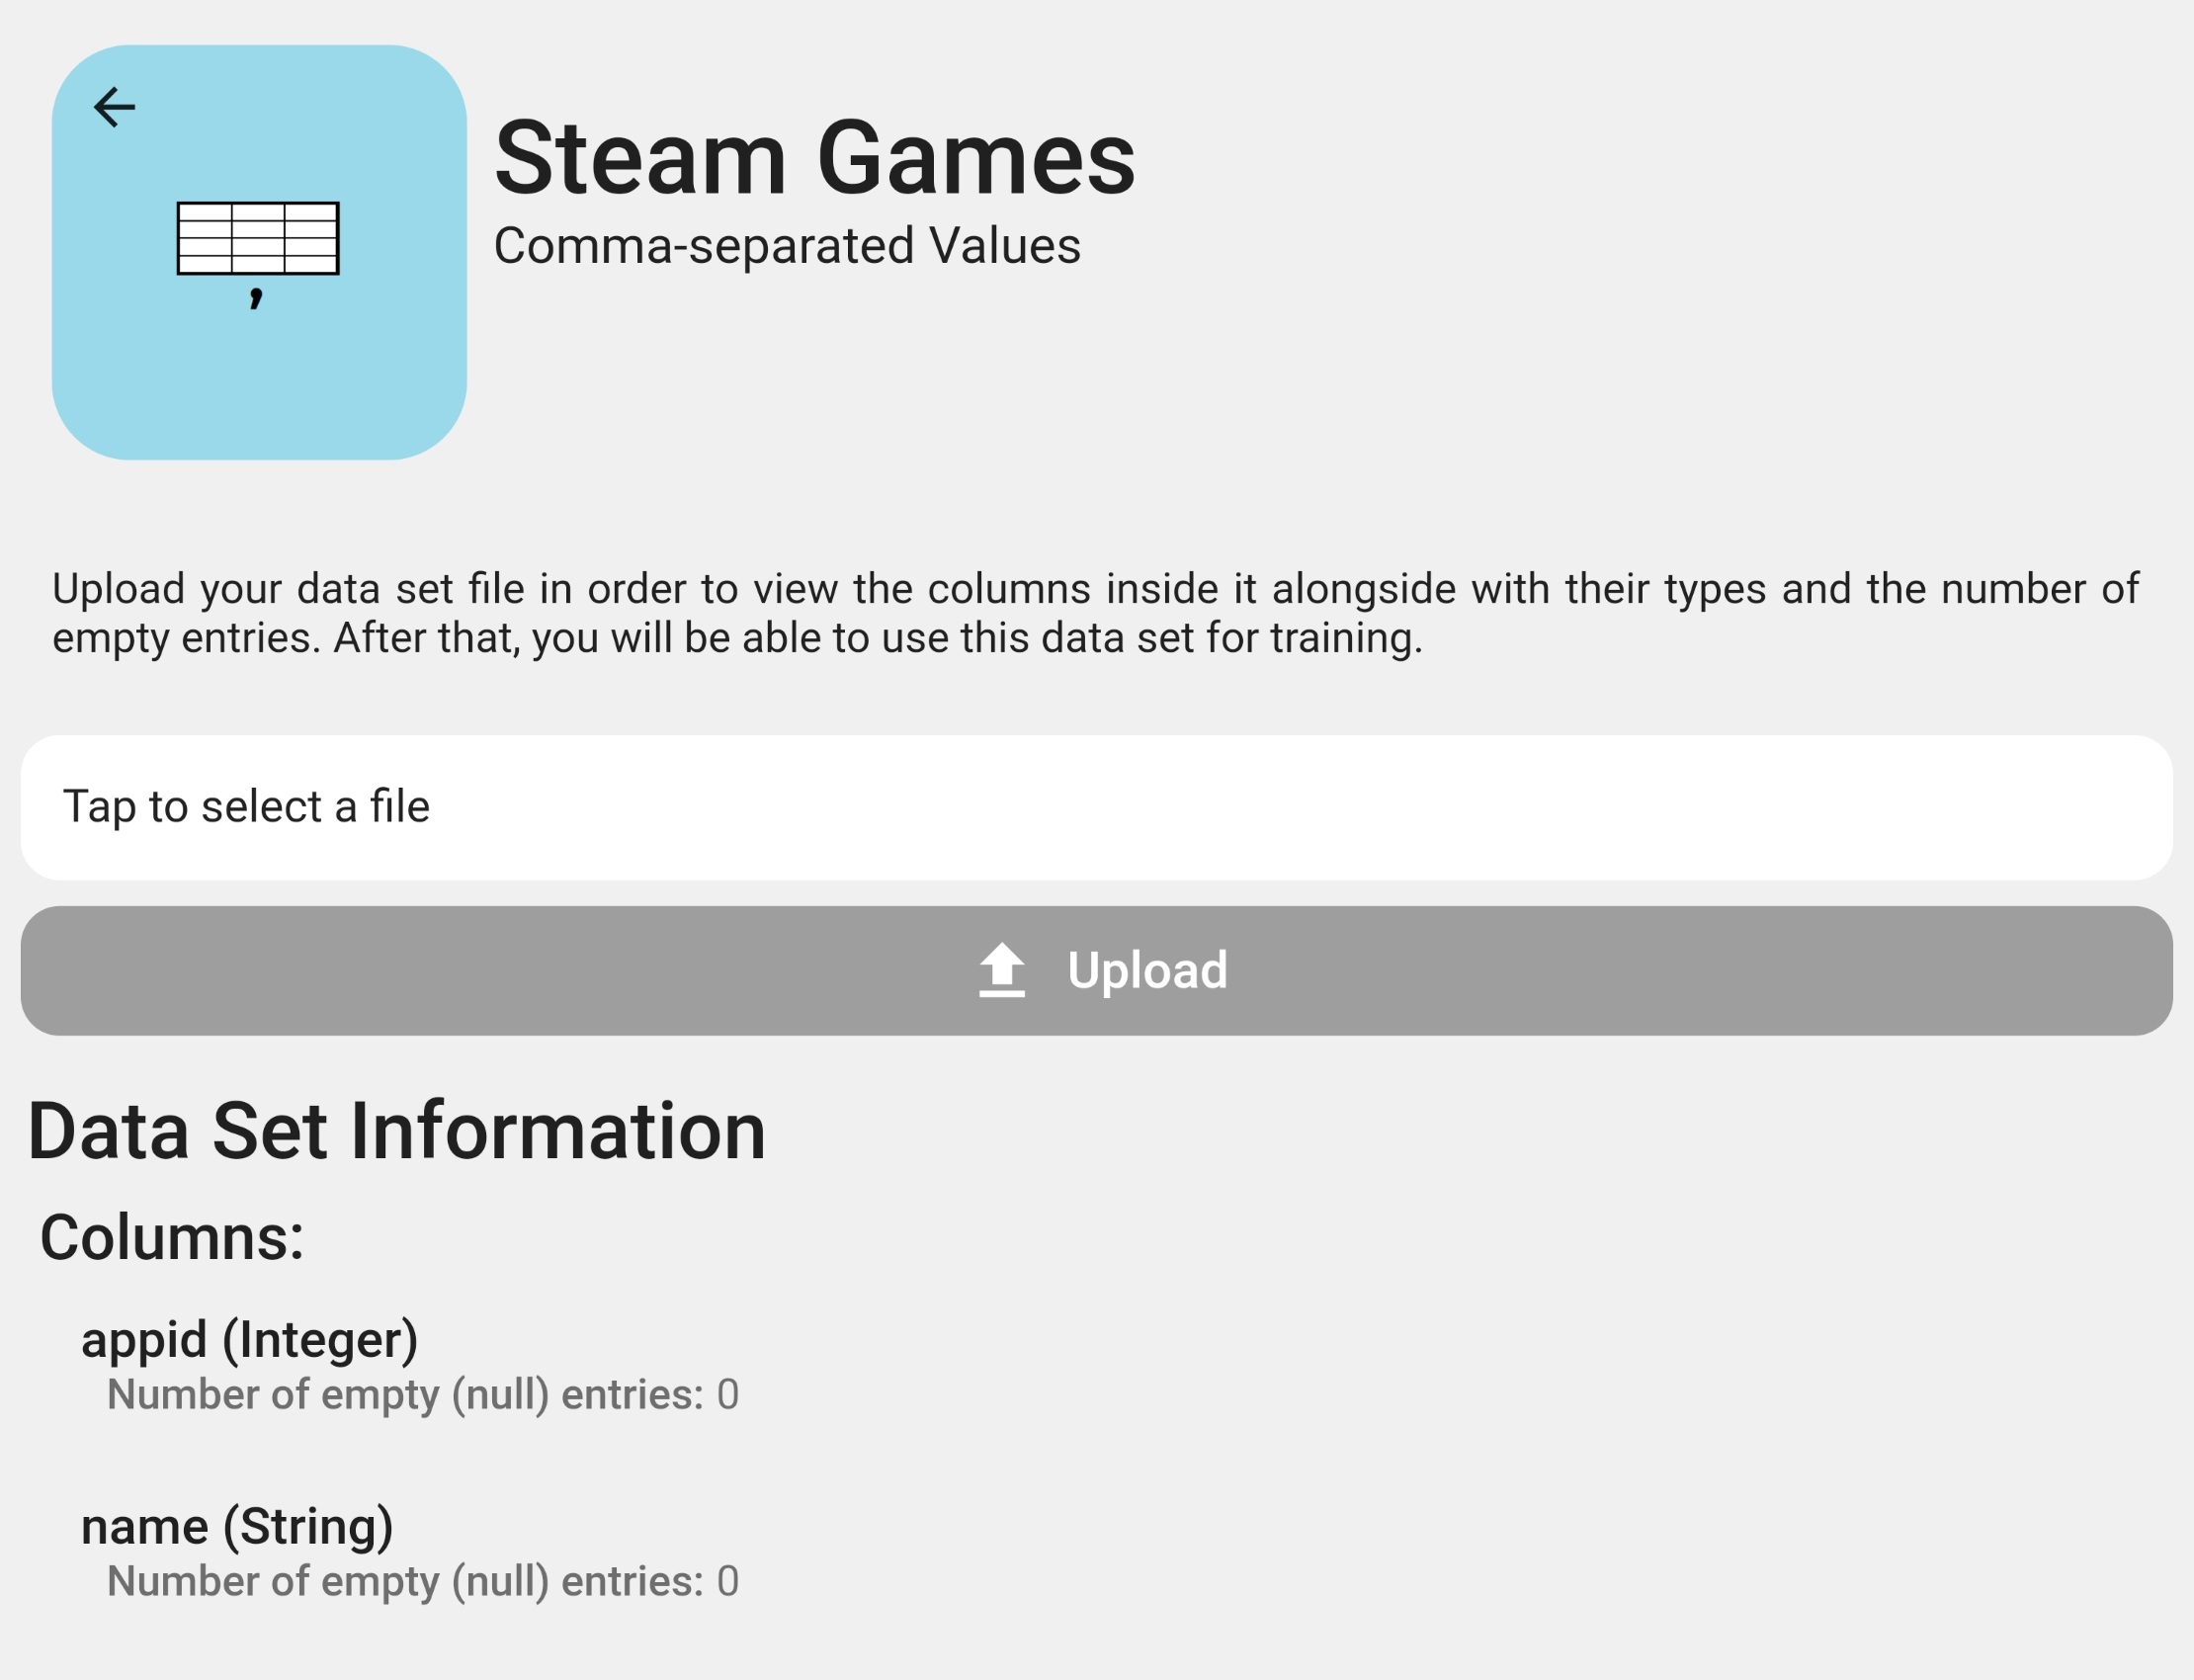 Steam Games
Comma-separated Values
Upload your data set file in order to view the columns inside it alongside with their types and the number of
empty entries. After that, you will be able to use this data set for training.
Tap to select a file
Upload
Data Set Information
Columns:
appid (Integer)
Number of empty (null) entries: 0
name (String)
Number of empty (null) entries: 0